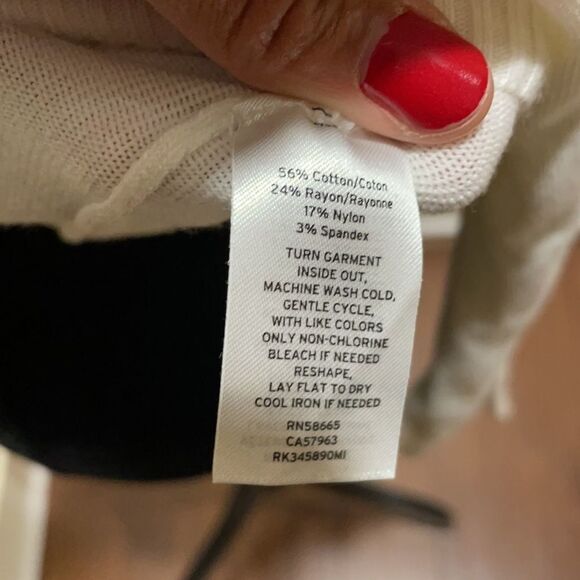 56% Cotton/Coton
24% Rayon/Rayonne
17% Nylon
3% Spandex
TURN GARMENT
INSIDE OUT,
MACHINE WASH COLD,
GENTLE CYCLE,
WITH LIKE COLORS
ONLY NON-CHLORINE
BLEACH IF NEEDED
RESHAPE,
LAY FLAT TO DRY
COOL IRON IF NEEDED
RN58665
CA57963
RK345890MI